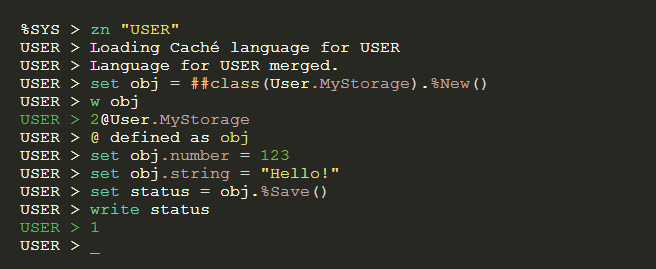 %SYS > zn "USER"
USER > Loading Caché language for USER
USER > Language for USER merged.
USER > set obj = ##class(User.MyStorage).%New()
USER > w obj
USER > 2@User.MyStorage
USER > @ defined as obj
USER > set obj.number = 123
USER > set obj.string = "Hello!"
USER > set status = obj.%Save()
USER > write status
USER > 1
USER > _